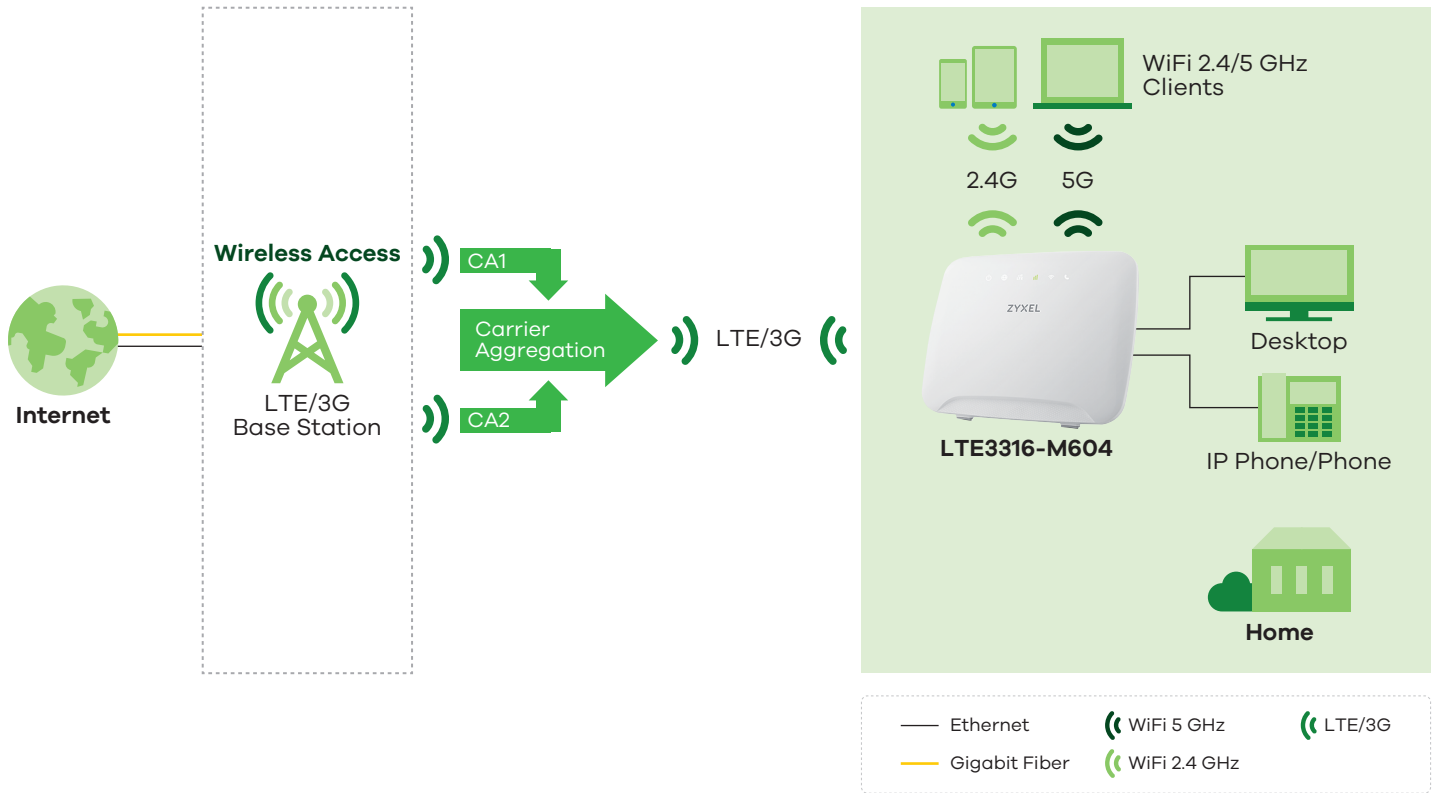 Internet
Wireless Access
LTE/3G
Base Station
CA1
Carrier
Aggregation
CA2
LTE/3G
WiFi 2.4/5 GHz
Clients
2.4G
5G
ZYXEL
LTE3316-M604
Desktop
IP Phone/Phone
Home
Ethernet
WiFi 5 GHz
LTE/3G
Gigabit Fiber
WiFi 2.4 GHz